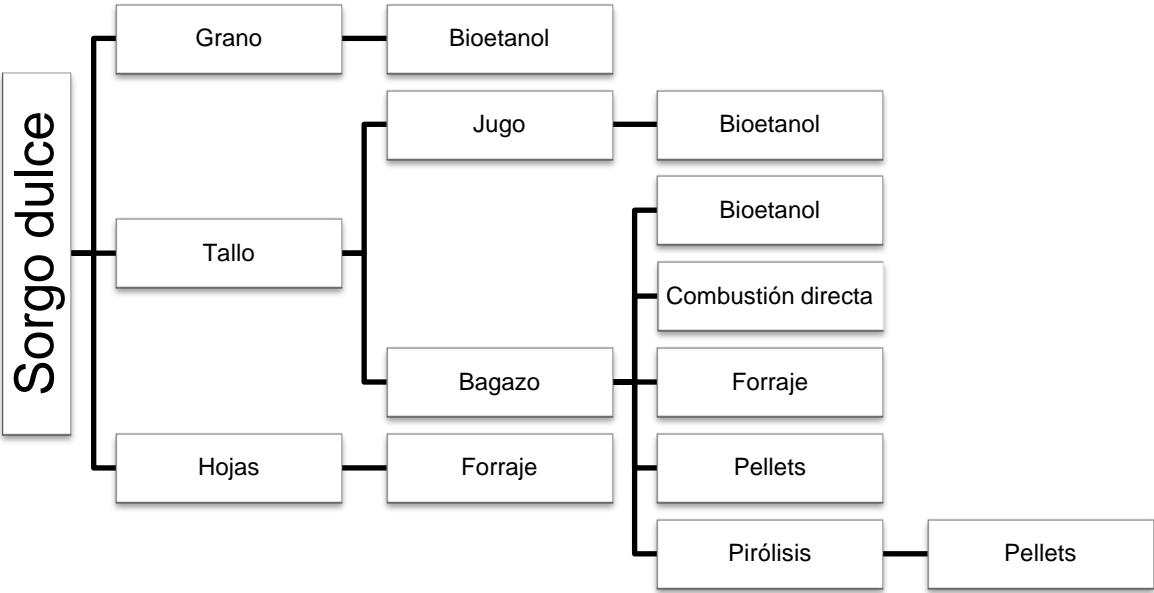 Sorgo dulce
Grano
Bioetanol
Tallo
Jugo
Bioetanol
Bagazo
Bioetanol
Combustión directa
Forraje
Pellets
Pirólisis
Pellets
Hojas
Forraje